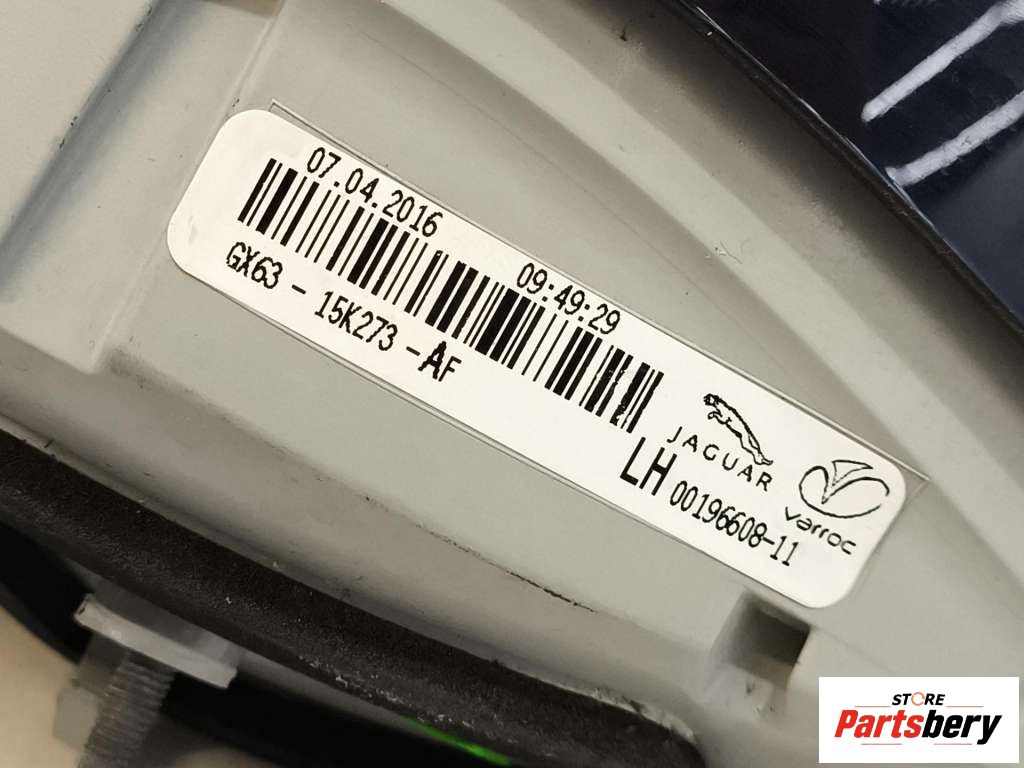 07.04.2016 09:49:29
GX63 - 15K273 - AF
JAGUAR
varroc
LH 00196608-11
STORE
Partsbery